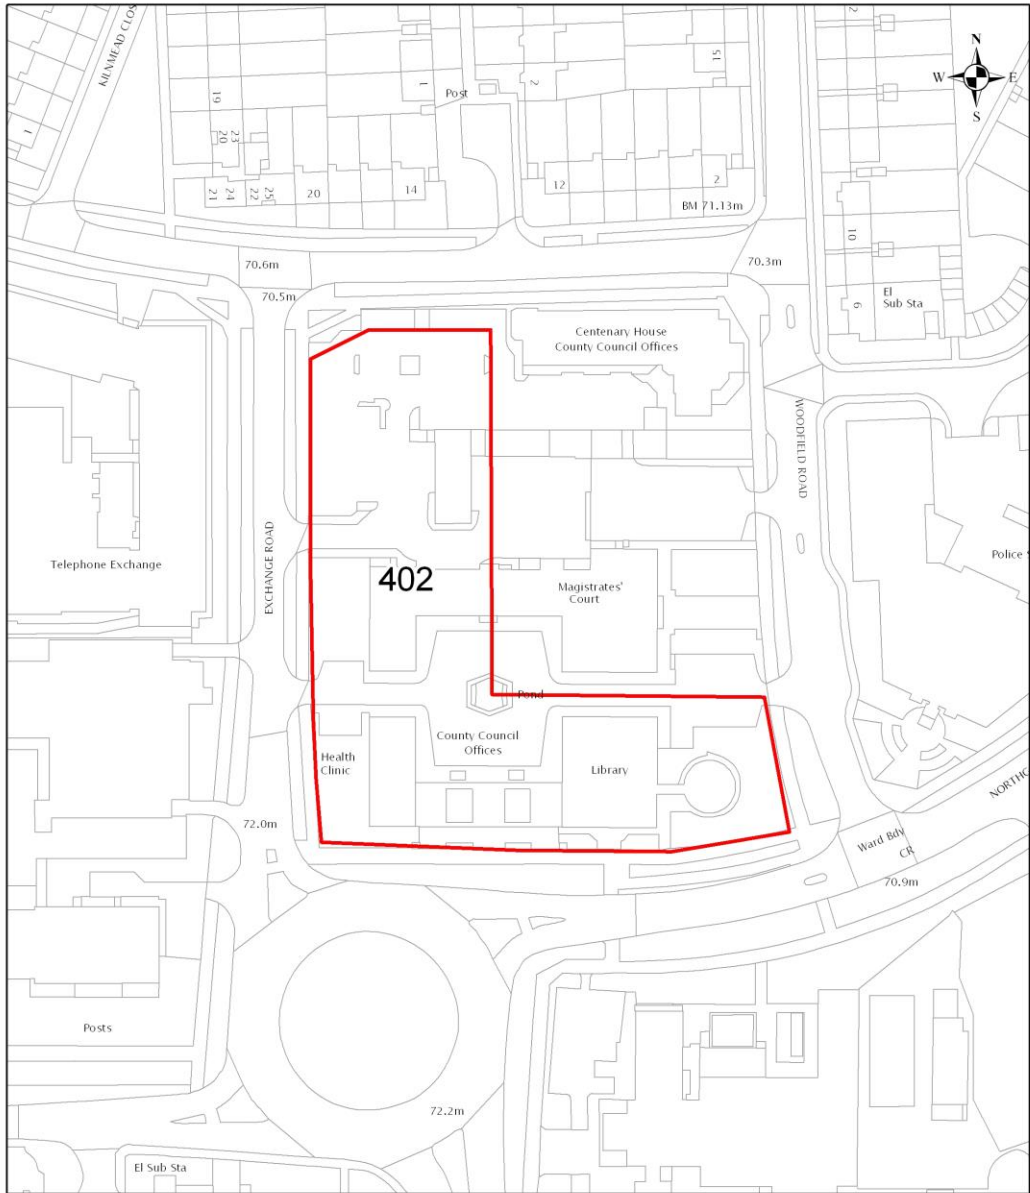 KILNMEAD CLOS
N
W
E
S
1
19
20
23
1
Post
2
51
2
21
24
22
25
20
14
12
2
BM 71.13m
10
6
El
Sub Sta
70.6m
70.5m
70.3m
Centenary House
County Council Offices
WOODFIELD ROAD
EXCHANGE ROAD
Telephone Exchange
402
Magistrates'
Court
Police
Pond
County Council
Offices
Health
Clinic
Library
72.0m
NORTHG
Ward Bdy
CR
70.9m
Posts
72.2m
El Sub Sta